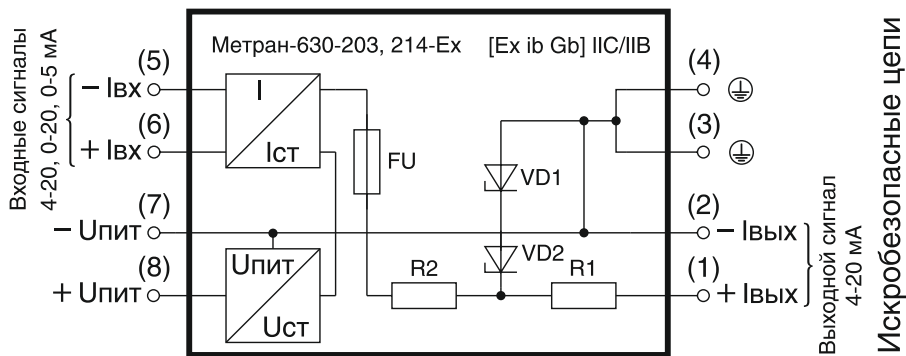 Метран-630-203, 214-Ex [Ex ib Gb] IIC/IIB
Входные сигналы
4-20, 0-20, 0-5 мА
(5)
− Iвх
(6)
+ Iвх
(7)
− Uпит
(8)
+ Uпит
I
Iст
Uпит
Uст
FU
VD1
VD2
R2
R1
(4)
(3)
(2)
− Iвых
(1)
+ Iвых
Выходной сигнал
4-20 мА
Искробезопасные цепи